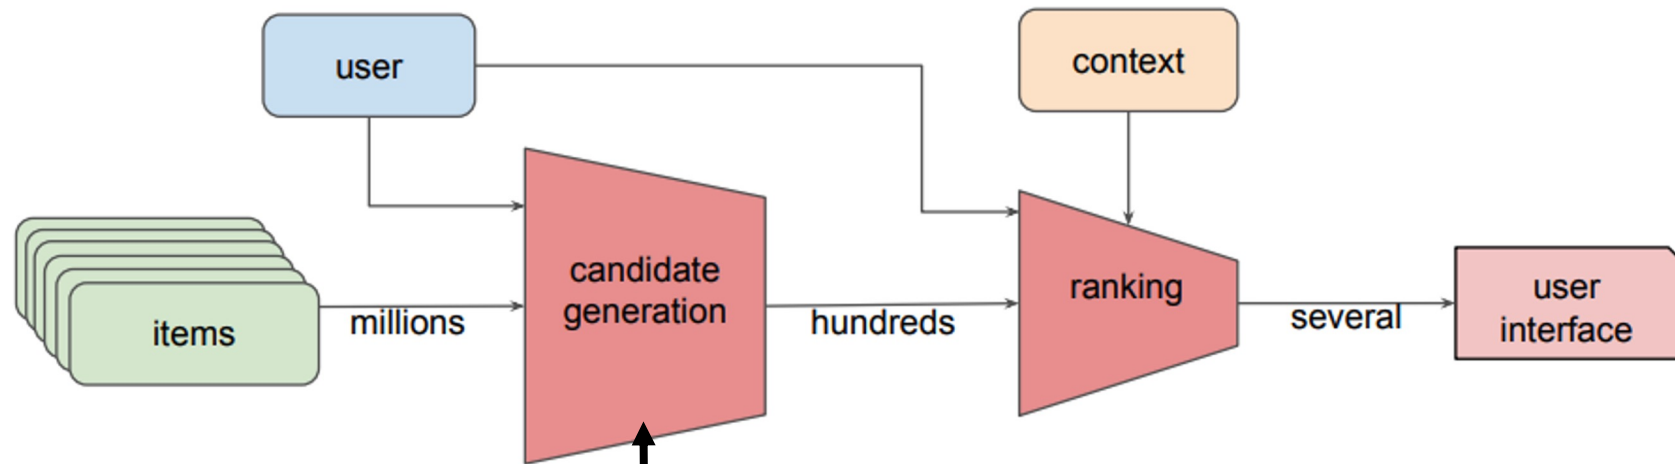 user
context
candidate
generation
ranking
user
interface
items
millions
hundreds
several